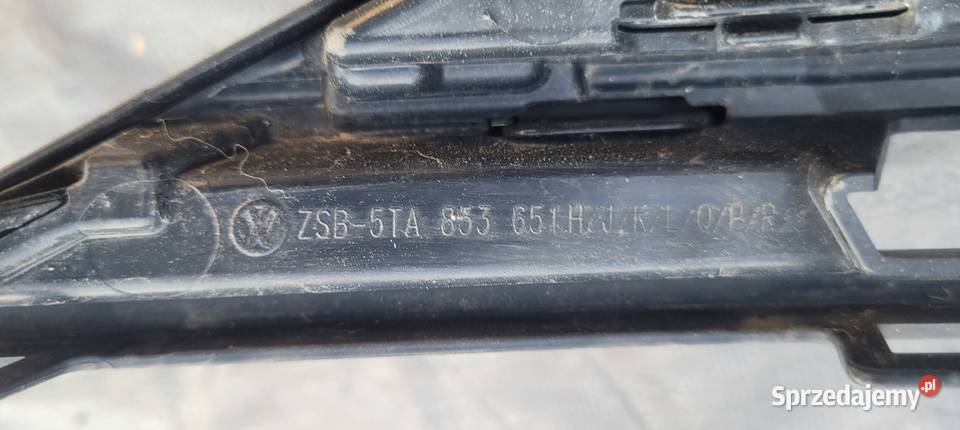 ZSB-5TA 853 651 H/J/K/L
Sprzedajemy.pl